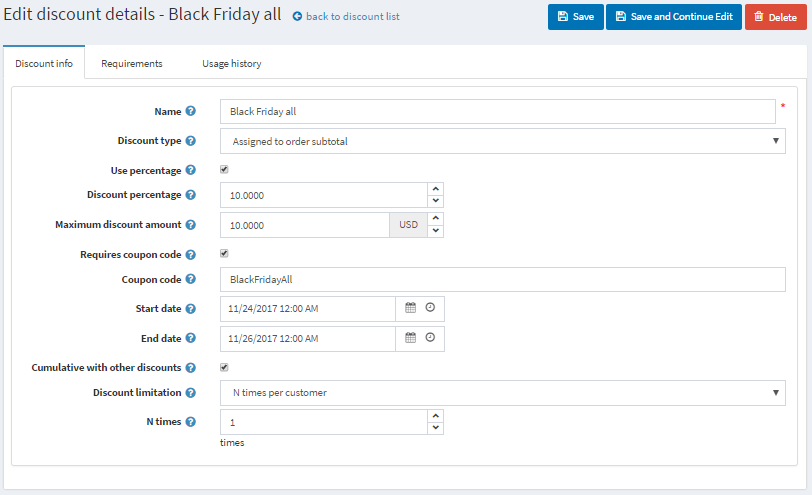 Edit discount details - Black Friday all back to discount list Save Save and Continue Edit Delete
Discount info Requirements Usage history
Name ? Black Friday all *
Discount type ? Assigned to order subtotal
Use percentage ?
Discount percentage ? 10.0000
Maximum discount amount ? 10.0000 USD
Requires coupon code ?
Coupon code ? BlackFridayAll
Start date ? 11/24/2017 12:00 AM
End date ? 11/26/2017 12:00 AM
Cumulative with other discounts ?
Discount limitation ? N times per customer
N times ? 1
times